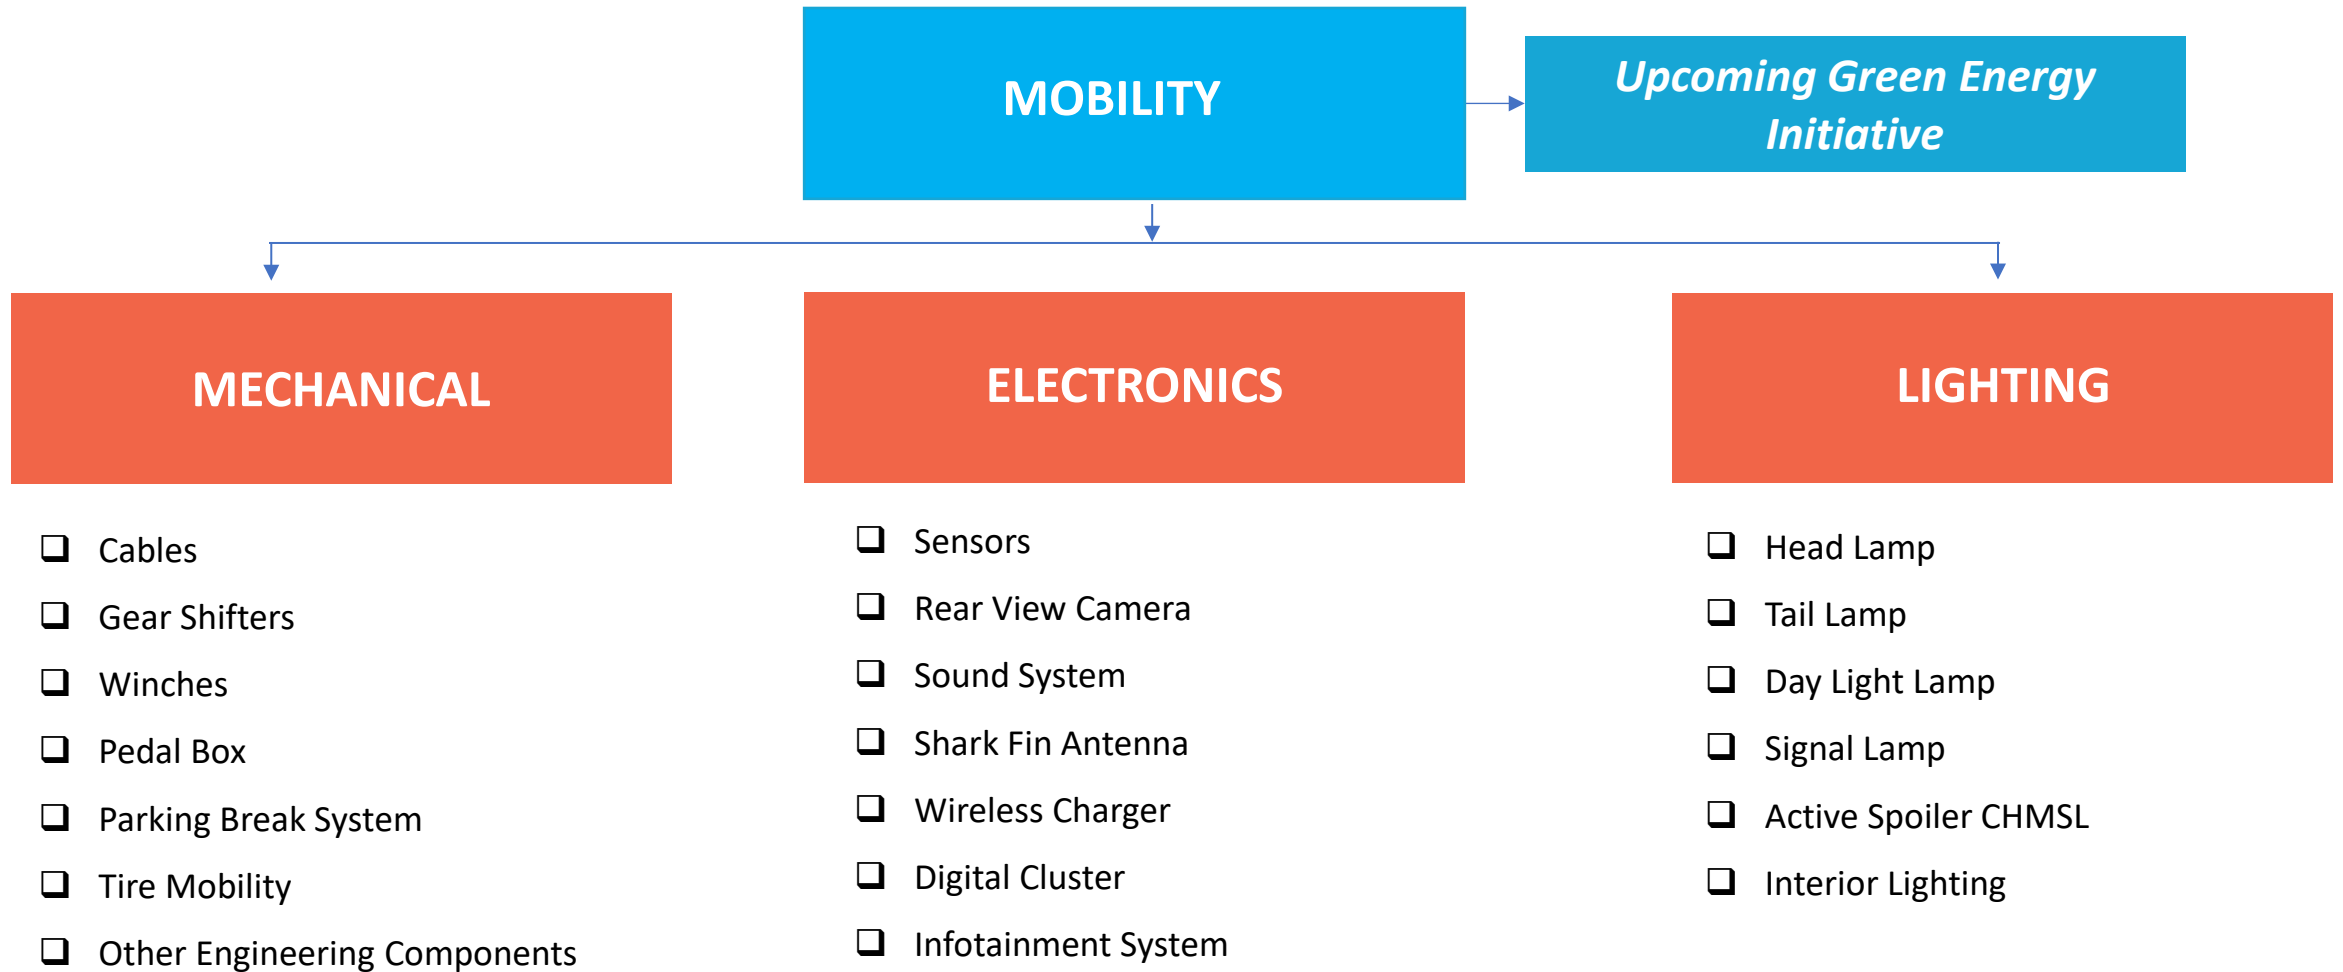 MOBILITY
Upcoming Green Energy
Initiative
MECHANICAL
ELECTRONICS
LIGHTING
Cables
Gear Shifters
Winches
Pedal Box
Parking Break System
Tire Mobility
Other Engineering Components
Sensors
Rear View Camera
Sound System
Shark Fin Antenna
Wireless Charger
Digital Cluster
Infotainment System
Head Lamp
Tail Lamp
Day Light Lamp
Signal Lamp
Active Spoiler CHMSL
Interior Lighting